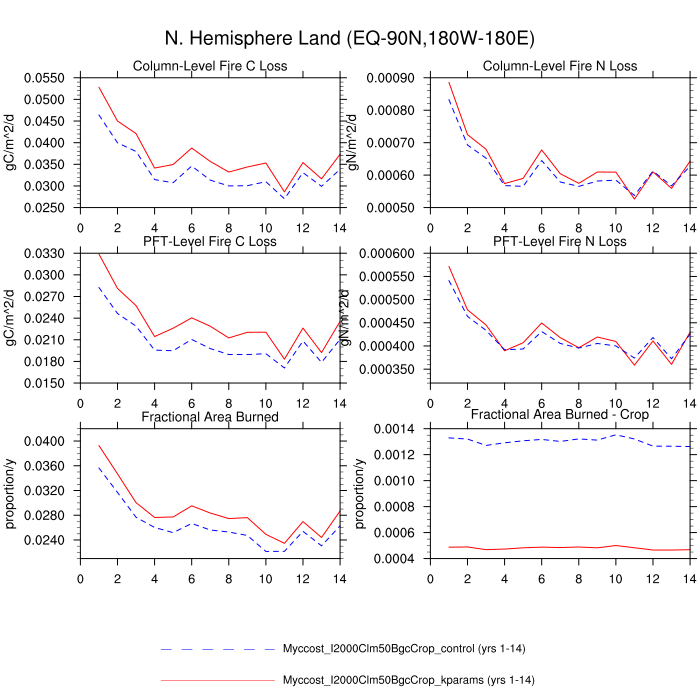 N. Hemisphere Land (EQ-90N,180W-180E)
Column-Level Fire C Loss
gC/m^2/d
0.0550
0.0500
0.0450
0.0400
0.0350
0.0300
0.0250
0 2 4 6 8 10 12 14
Column-Level Fire N Loss
gN/m^2/d
0.00090
0.00080
0.00070
0.00060
0.00050
0 2 4 6 8 10 12 14
PFT-Level Fire C Loss
gC/m^2/d
0.0330
0.0300
0.0270
0.0240
0.0210
0.0180
0.0150
0 2 4 6 8 10 12 14
PFT-Level Fire N Loss
gN/m^2/d
0.000600
0.000550
0.000500
0.000450
0.000400
0.000350
0 2 4 6 8 10 12 14
Fractional Area Burned
proportion/y
0.0400
0.0360
0.0320
0.0280
0.0240
0 2 4 6 8 10 12 14
Fractional Area Burned - Crop
proportion/y
0.0014
0.0012
0.0010
0.0008
0.0006
0.0004
0 2 4 6 8 10 12 14
Myccost_I2000Clm50BgcCrop_control (yrs 1-14)
Myccost_I2000Clm50BgcCrop_kparams (yrs 1-14)